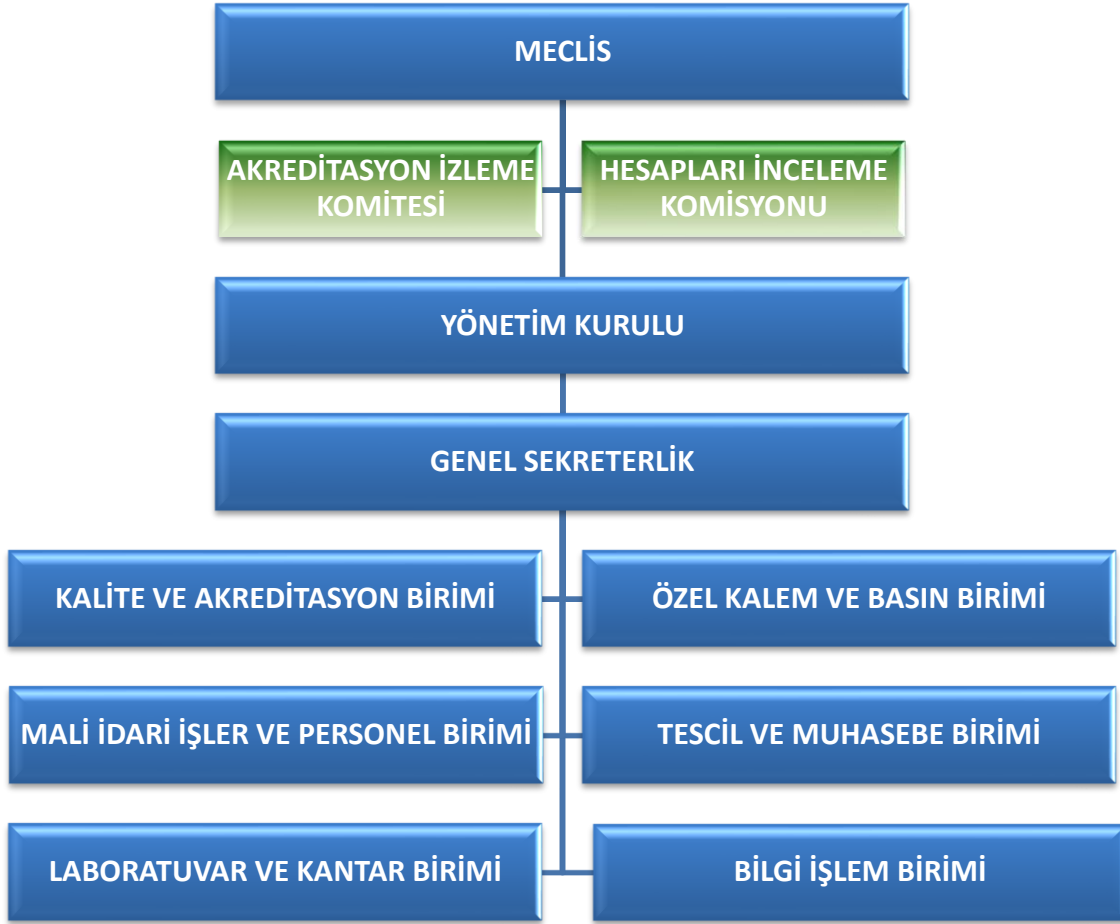 MECLİS
AKREDİTASYON İZLEME
KOMİTESİ
HESAPLARI İNCELEME
KOMİSYONU
YÖNETİM KURULU
GENEL SEKRETERLİK
KALİTE VE AKREDİTASYON BİRİMİ
ÖZEL KALEM VE BASIN BİRİMİ
MALİ İDARİ İŞLER VE PERSONEL BİRİMİ
TESCİL VE MUHASEBE BİRİMİ
LABORATUVAR VE KANTAR BİRİMİ
BİLGİ İŞLEM BİRİMİ